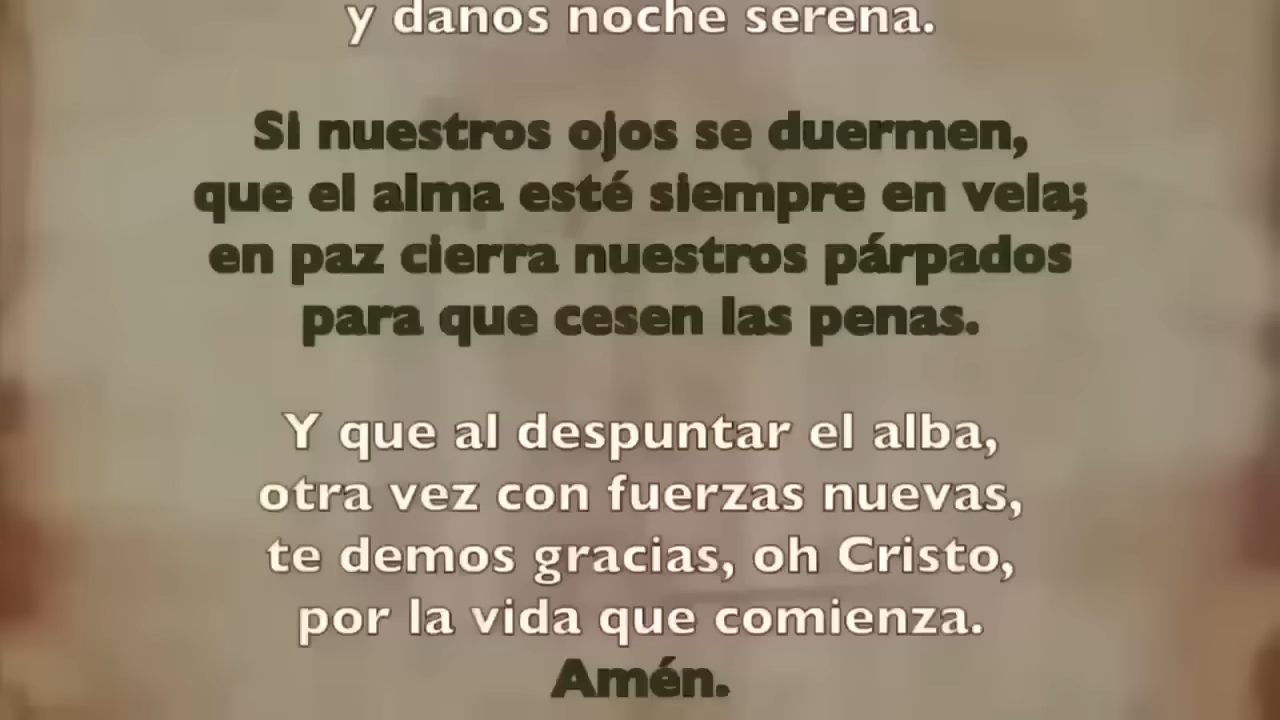 y danos noche serena.
Si nuestros ojos se duermen,
que el alma esté siempre en vela;
en paz cierra nuestros párpados
para que cesen las penas.
Y que al despuntar el alba,
otra vez con fuerzas nuevas,
te demos gracias, oh Cristo,
por la vida que comienza.
Amén.